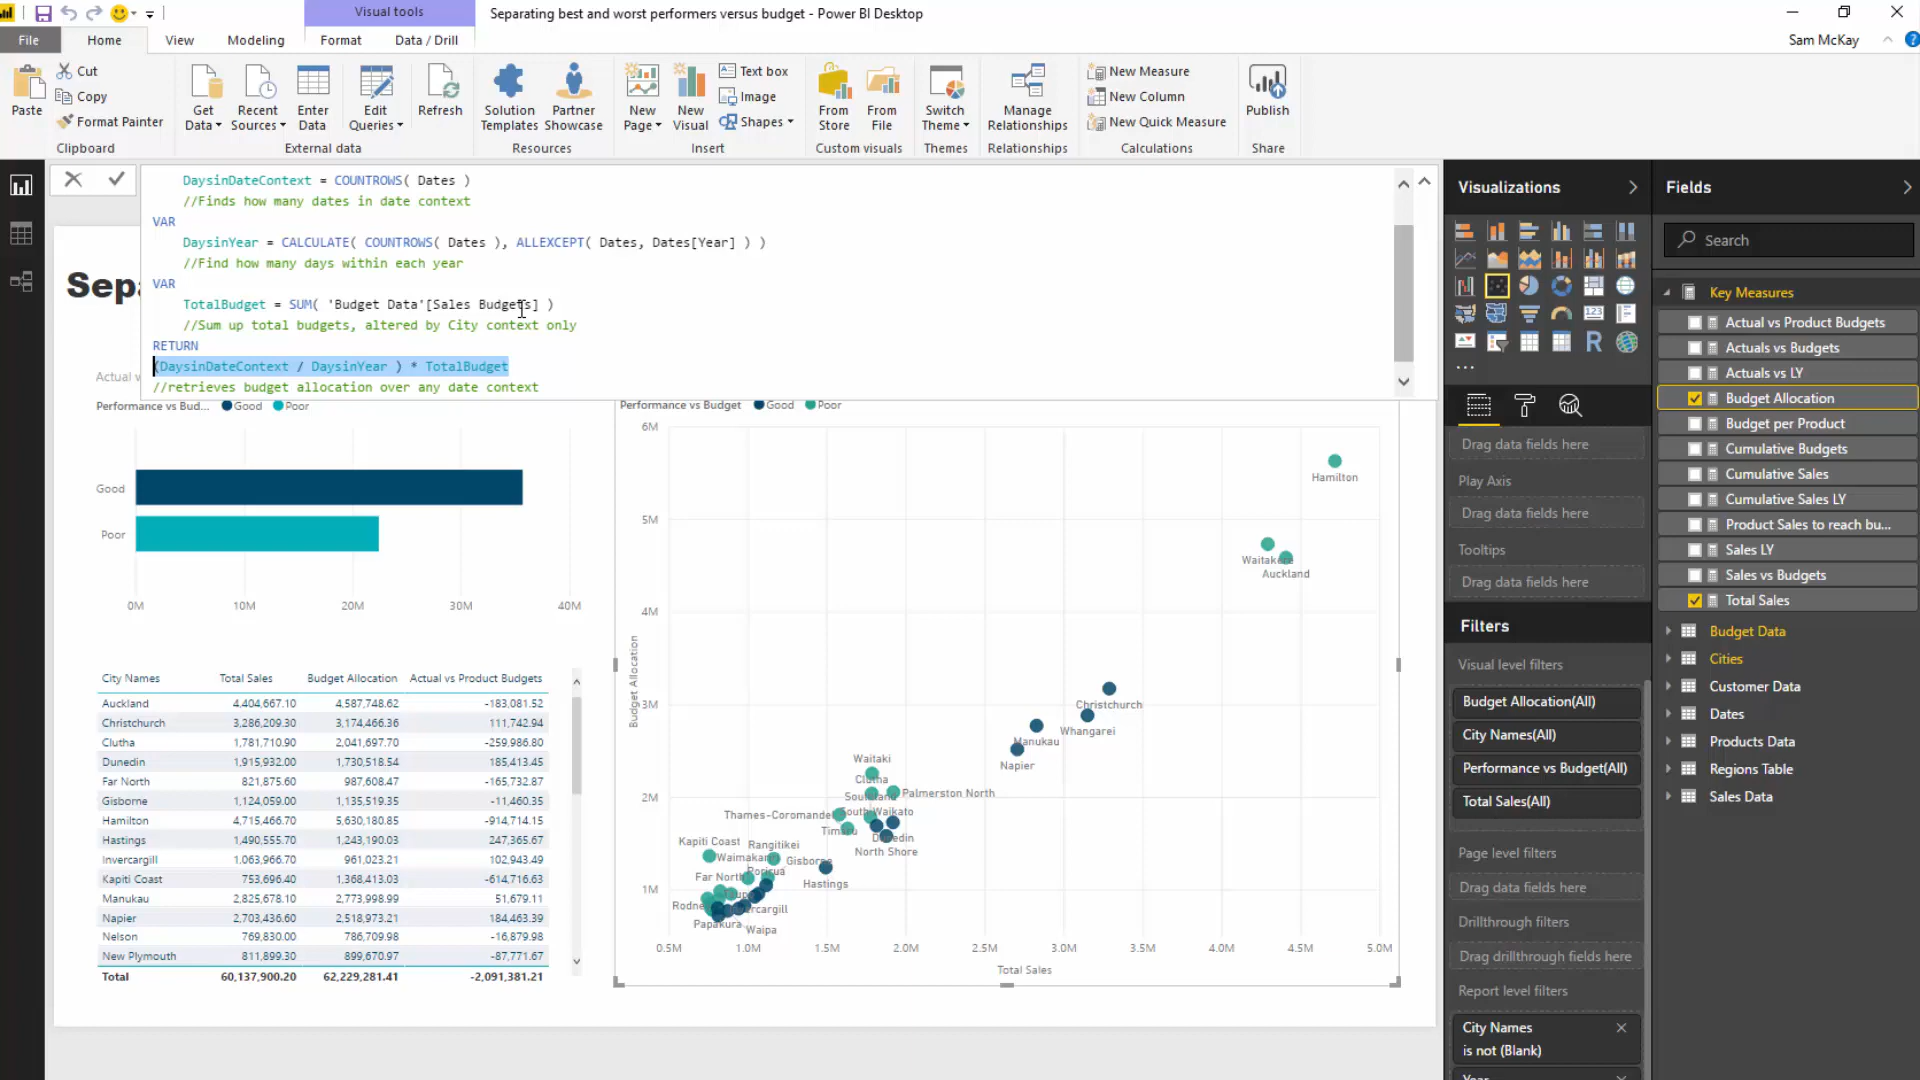 Visual tools
Separating best and worst performers versus budget - Power BI Desktop
File
Home
View
Modeling
Format
Data / Drill
Sam McKay
Paste
Cut
Copy
Format Painter
Clipboard
Get Data
Recent Sources
Enter Data
Edit Queries
External data
Refresh
Solution Templates
Partner Showcase
Resources
New Page
New Visual
Text box
Image
Shapes
Insert
From Store
From File
Custom visuals
Switch Theme
Themes
Manage Relationships
Relationships
New Measure
New Column
New Quick Measure
Calculations
Publish
Share
DaysinDateContext = COUNTROWS( Dates )
//Finds how many dates in date context
VAR
DaysinYear = CALCULATE( COUNTROWS( Dates ), ALLEXCEPT( Dates, Dates[Year] ) )
//Find how many days within each year
VAR
TotalBudget = SUM( 'Budget Data'[Sales Budgets] )
//Sum up total budgets, altered by City context only
RETURN
(DaysinDateContext / DaysinYear ) * TotalBudget
//retrieves budget allocation over any date context
Sep
Actual v
Performance vs Bud... Good Poor
Good
Poor
0M 10M 20M 30M 40M
City Names Total Sales Budget Allocation Actual vs Product Budgets
Auckland 4,404,667.10 4,587,748.62 -183,081.52
Christchurch 3,286,209.30 3,174,466.36 111,742.94
Clutha 1,781,710.90 2,041,697.70 -259,986.80
Dunedin 1,915,932.00 1,730,518.54 185,413.45
Far North 821,875.60 987,608.47 -165,732.87
Gisborne 1,124,059.00 1,135,519.35 -11,460.35
Hamilton 4,715,466.70 5,630,180.85 -914,714.15
Hastings 1,490,555.70 1,243,190.03 247,365.67
Invercargill 1,063,966.70 961,023.21 102,943.49
Kapiti Coast 753,696.40 1,368,413.03 -614,716.63
Manukau 2,825,678.10 2,773,998.99 51,679.11
Napier 2,703,436.60 2,518,973.21 184,463.39
Nelson 769,830.00 786,709.98 -16,879.98
New Plymouth 811,899.30 899,670.97 -87,771.67
Total 60,137,900.20 62,229,281.41 -2,091,381.21
Performance vs Budget Good Poor
6M
5M
4M
3M
2M
1M
Budget Allocation
Hamilton
Waitakere
Auckland
Christchurch
Whangarei
Manukau
Napier
Waitaki
Clutha
Southland
Palmerston North
Thames-Coromandel
South Waikato
Timaru
Dunedin
North Shore
Kapiti Coast
Rangitikei
Waimakariri
Gisborne
Far North
Porirua
Hastings
Rodney
Invercargill
Papakura
Waipa
0.5M 1.0M 1.5M 2.0M 2.5M 3.0M 3.5M 4.0M 4.5M 5.0M
Total Sales
Visualizations
R
Drag data fields here
Play Axis
Drag data fields here
Tooltips
Drag data fields here
Filters
Visual level filters
Budget Allocation(All)
City Names(All)
Performance vs Budget(All)
Total Sales(All)
Page level filters
Drag data fields here
Drillthrough filters
Drag drillthrough fields here
Report level filters
City Names
is not (Blank)
Year
Fields
Search
Key Measures
Actual vs Product Budgets
Actuals vs Budgets
Actuals vs LY
Budget Allocation
Budget per Product
Cumulative Budgets
Cumulative Sales
Cumulative Sales LY
Product Sales to reach bu...
Sales LY
Sales vs Budgets
Total Sales
Budget Data
Cities
Customer Data
Dates
Products Data
Regions Table
Sales Data